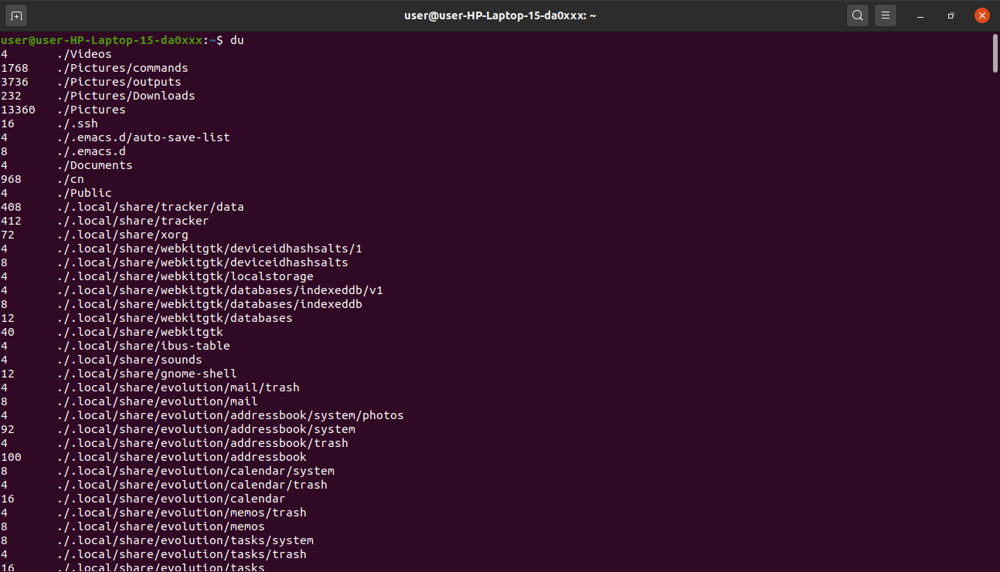 user@user-HP-Laptop-15-da0xxx: ~
user@user-HP-Laptop-15-da0xxx:~$ du
4       ./Videos
1768    ./Pictures/commands
3736    ./Pictures/outputs
232     ./Pictures/Downloads
13360   ./Pictures
16      ./.ssh
4       ./.emacs.d/auto-save-list
8       ./.emacs.d
4       ./Documents
968     ./cn
4       ./Public
408     ./.local/share/tracker/data
412     ./.local/share/tracker
72      ./.local/share/xorg
4       ./.local/share/webkitgtk/deviceidhashsalts/1
8       ./.local/share/webkitgtk/deviceidhashsalts
4       ./.local/share/webkitgtk/localstorage
4       ./.local/share/webkitgtk/databases/indexeddb/v1
8       ./.local/share/webkitgtk/databases/indexeddb
12      ./.local/share/webkitgtk/databases
40      ./.local/share/webkitgtk
4       ./.local/share/ibus-table
4       ./.local/share/sounds
12      ./.local/share/gnome-shell
4       ./.local/share/evolution/mail/trash
8       ./.local/share/evolution/mail
4       ./.local/share/evolution/addressbook/system/photos
92      ./.local/share/evolution/addressbook/system
4       ./.local/share/evolution/addressbook/trash
100     ./.local/share/evolution/addressbook
8       ./.local/share/evolution/calendar/system
4       ./.local/share/evolution/calendar/trash
16      ./.local/share/evolution/calendar
4       ./.local/share/evolution/memos/trash
8       ./.local/share/evolution/memos
8       ./.local/share/evolution/tasks/system
4       ./.local/share/evolution/tasks/trash
16      ./.local/share/evolution/tasks